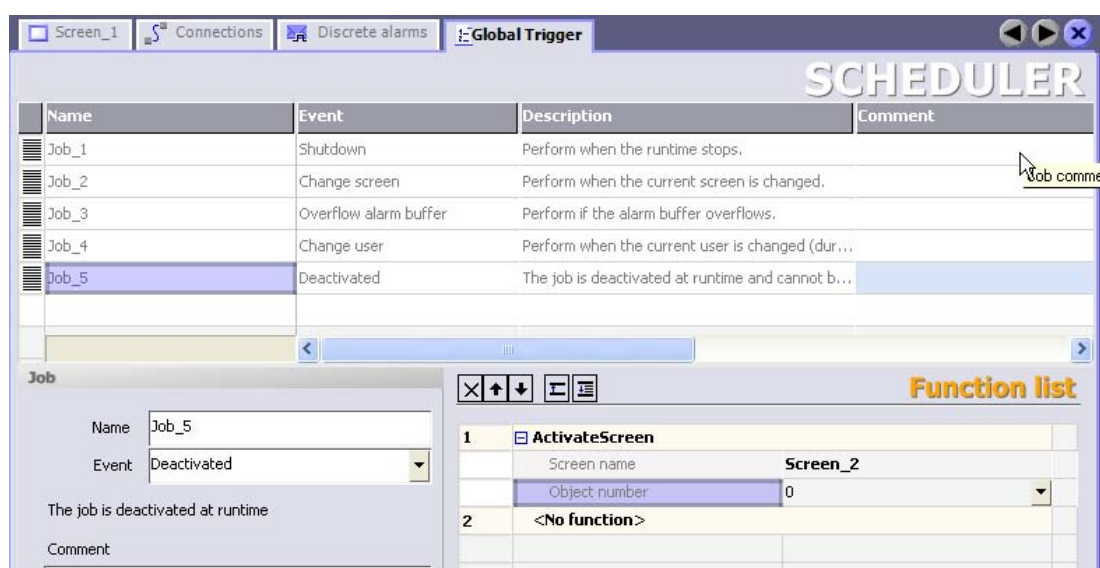 Screen_1 Connections Discrete alarms Global Trigger
SCHEDULER
Name Event Description Comment
Job_1 Shutdown Perform when the runtime stops.
Job_2 Change screen Perform when the current screen is changed.
Job comme
Job_3 Overflow alarm buffer Perform if the alarm buffer overflows.
Job_4 Change user Perform when the current user is changed (dur...
Job_5 Deactivated The job is deactivated at runtime and cannot b...
Job
Function list
Name Job_5
Event Deactivated
The job is deactivated at runtime
Comment
1 ActivateScreen
Screen name Screen_2
Object number 0
2 <No function>